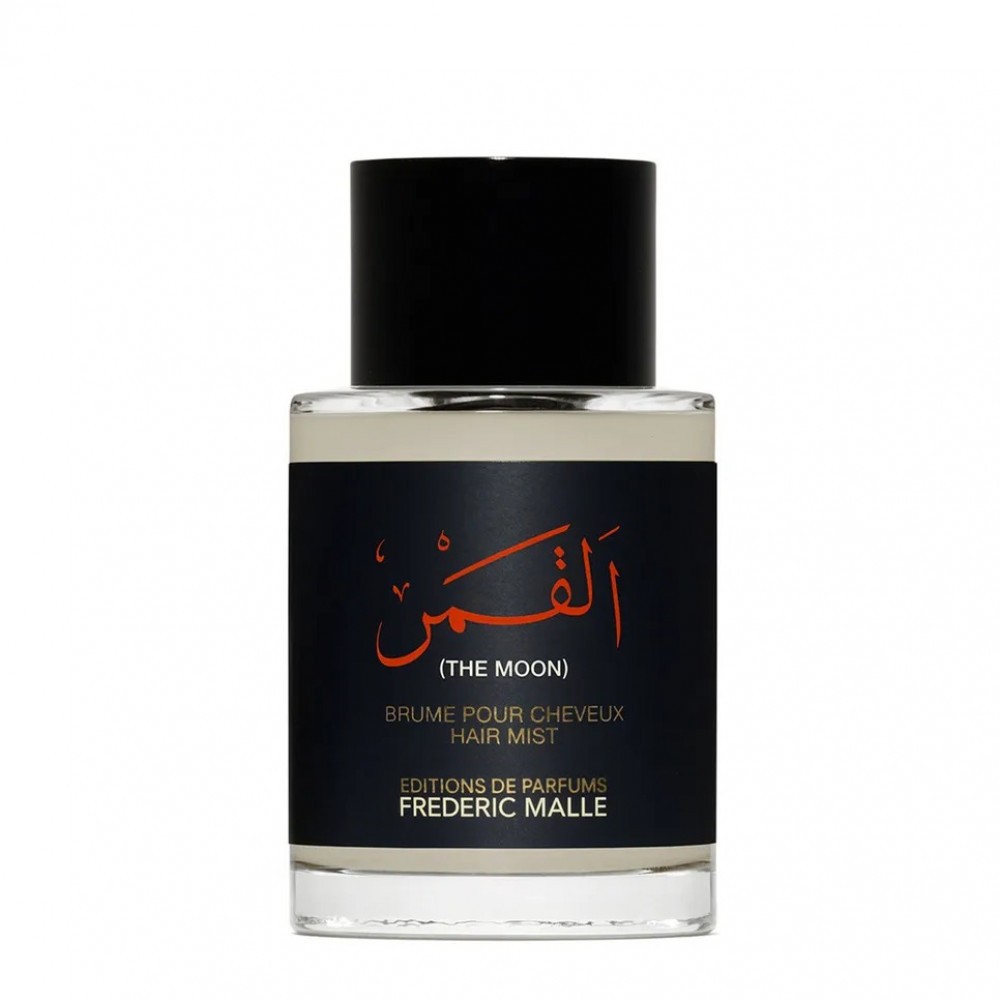 اَلقَمَرْ
(THE MOON)
BRUME POUR CHEVEUX
HAIR MIST
EDITIONS DE PARFUMS
FREDERIC MALLE